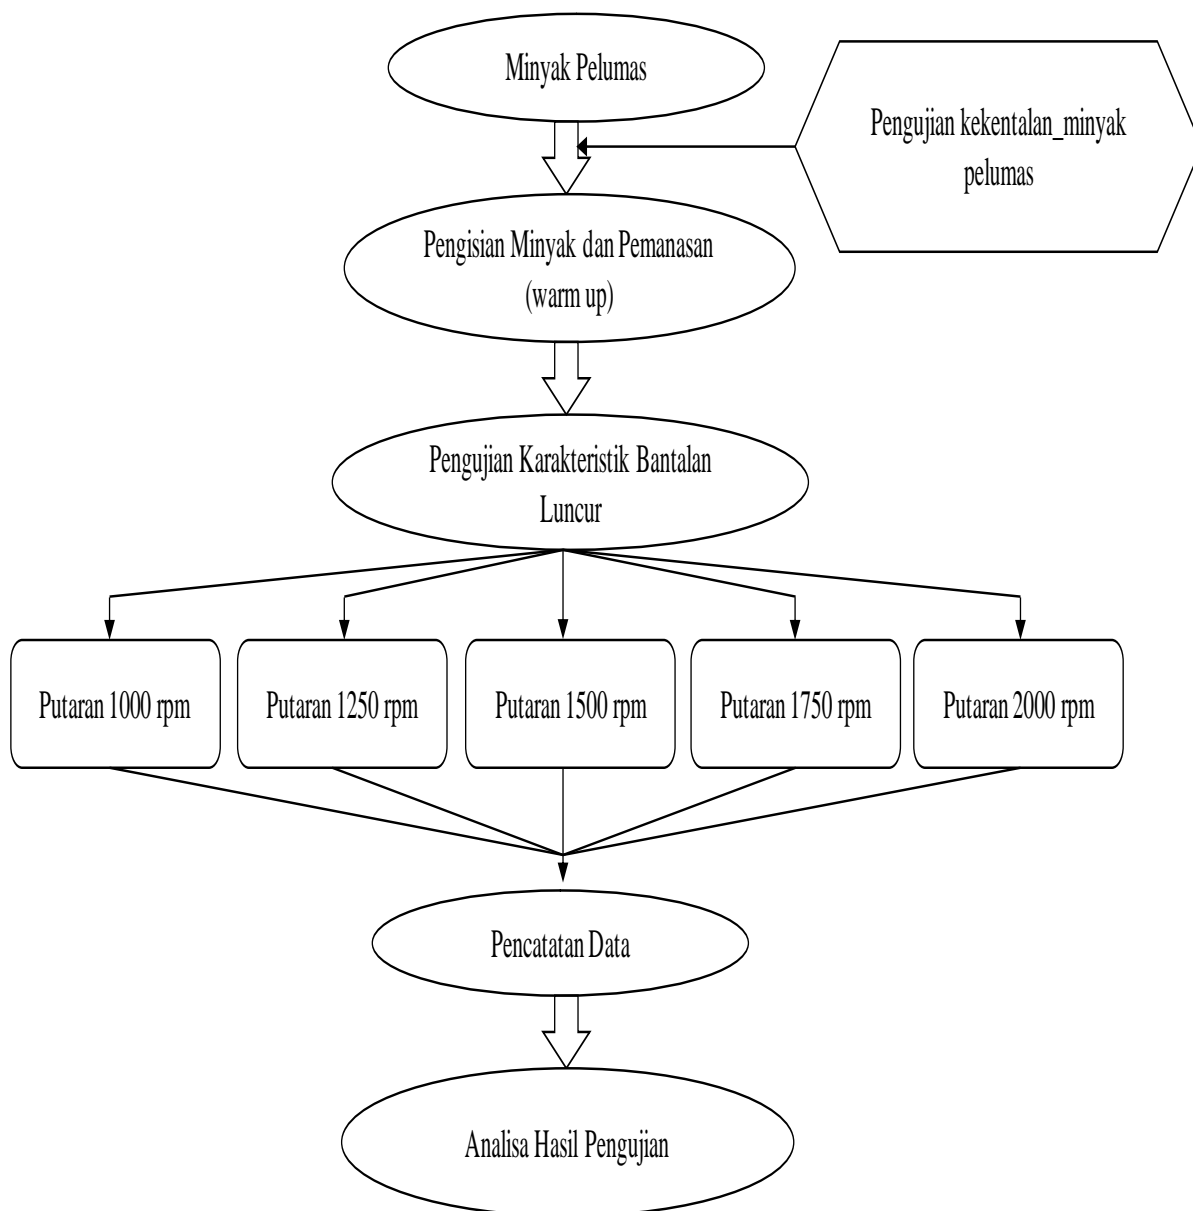 Minyak Pelumas
Pengujian kekentalan_minyak
pelumas
Pengisian Minyak dan Pemanasan
(warm up)
Pengujian Karakteristik Bantalan
Luncur
Putaran 1000 rpm
Putaran 1250 rpm
Putaran 1500 rpm
Putaran 1750 rpm
Putaran 2000 rpm
Pencatatan Data
Analisa Hasil Pengujian